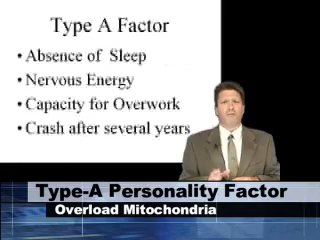 Type A Factor
• Absence of Sleep
• Nervous Energy
• Capacity for Overwork
• Crash after several years
Type-A Personality Factor
Overload Mitochondria